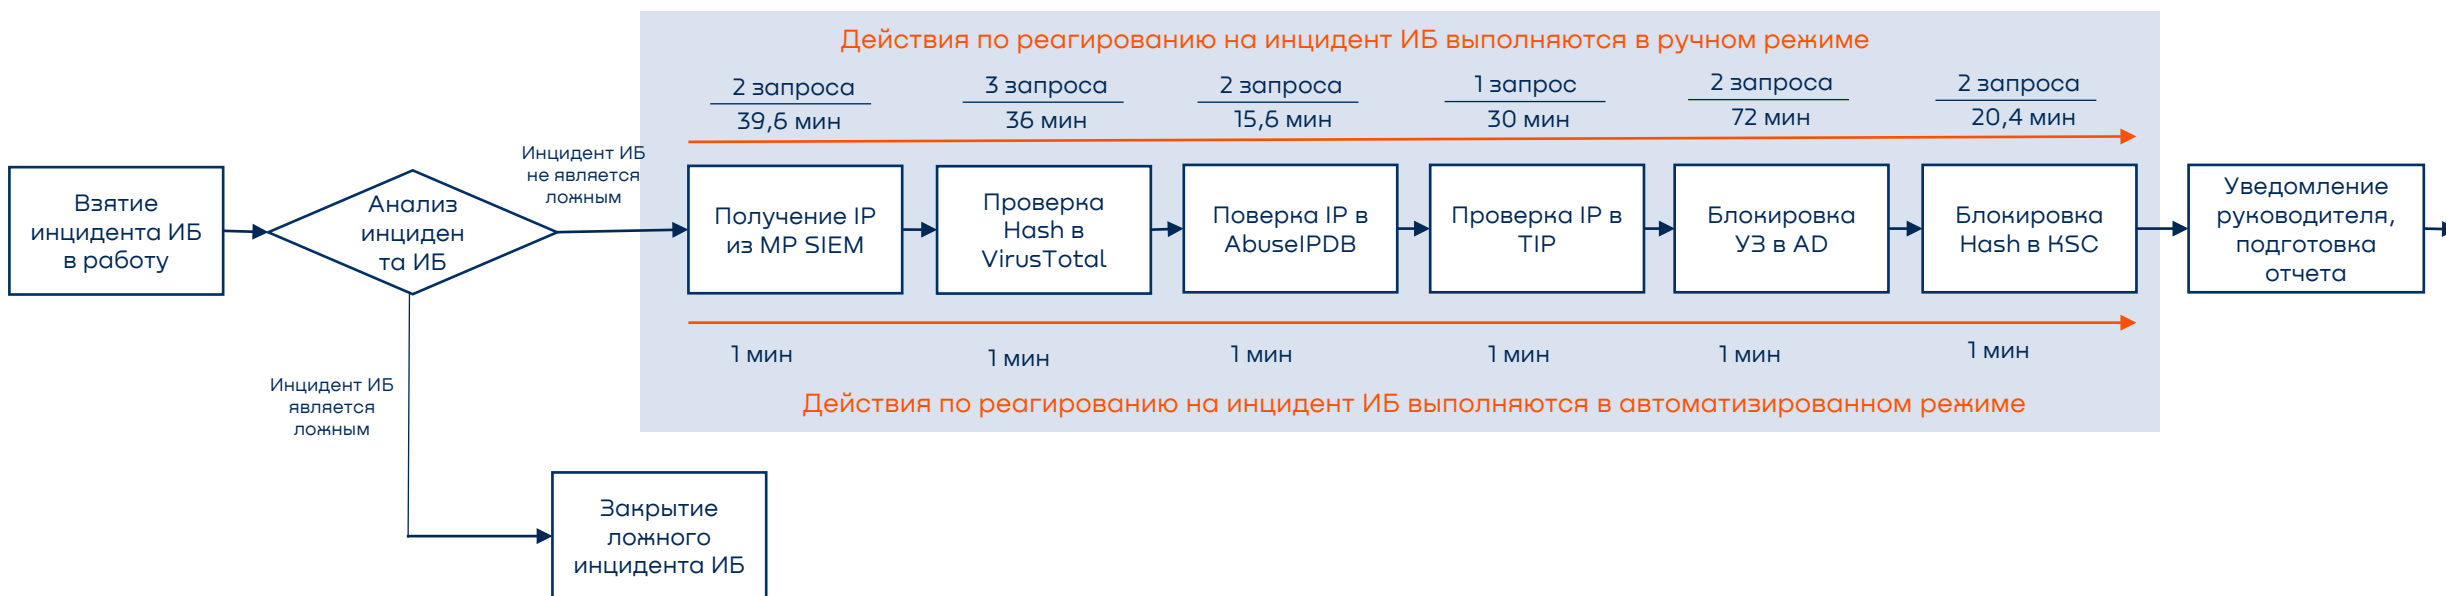 Действия по реагированию на инцидент ИБ выполняются в ручном режиме
2 запроса
39,6 мин
3 запроса
36 мин
2 запроса
15,6 мин
1 запрос
30 мин
2 запроса
72 мин
2 запроса
20,4 мин
Взятие
инцидента ИБ
в работу
Анализ
инциден
та ИБ
Инцидент ИБ
не является
ложным
Получение IP
из MP SIEM
Проверка
Hash в
VirusTotal
Поверка IP в
AbuseIPDB
Проверка IP в
TIP
Блокировка
УЗ в AD
Блокировка
Hash в KSC
Уведомление
руководителя,
подготовка
отчета
1 мин
1 мин
1 мин
1 мин
1 мин
1 мин
Действия по реагированию на инцидент ИБ выполняются в автоматизированном режиме
Инцидент ИБ
является
ложным
Закрытие
ложного
инцидента ИБ